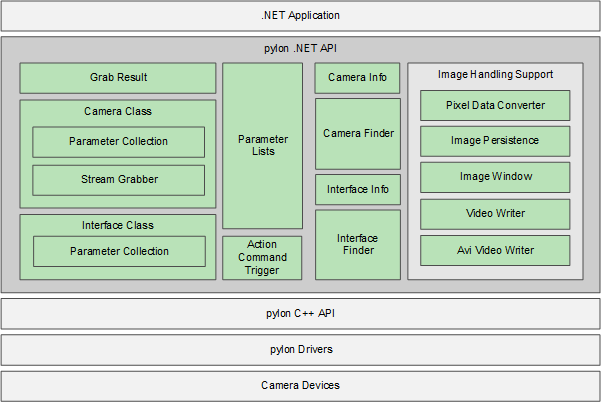 .NET Application
pylon .NET API
Grab Result
Camera Class
Parameter Collection
Stream Grabber
Interface Class
Parameter Collection
Parameter
Lists
Action
Command
Trigger
Camera Info
Camera Finder
Interface Info
Interface
Finder
Image Handling Support
Pixel Data Converter
Image Persistence
Image Window
Video Writer
Avi Video Writer
pylon C++ API
pylon Drivers
Camera Devices